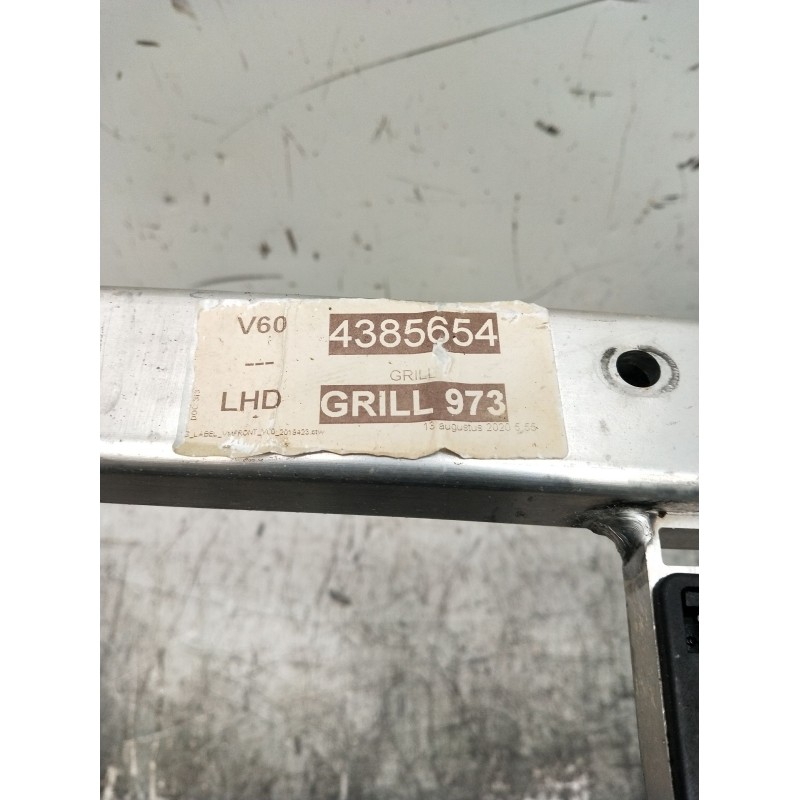 V60
4385654
---
GRILL
LHD
GRILL 973
13 augustus 2020